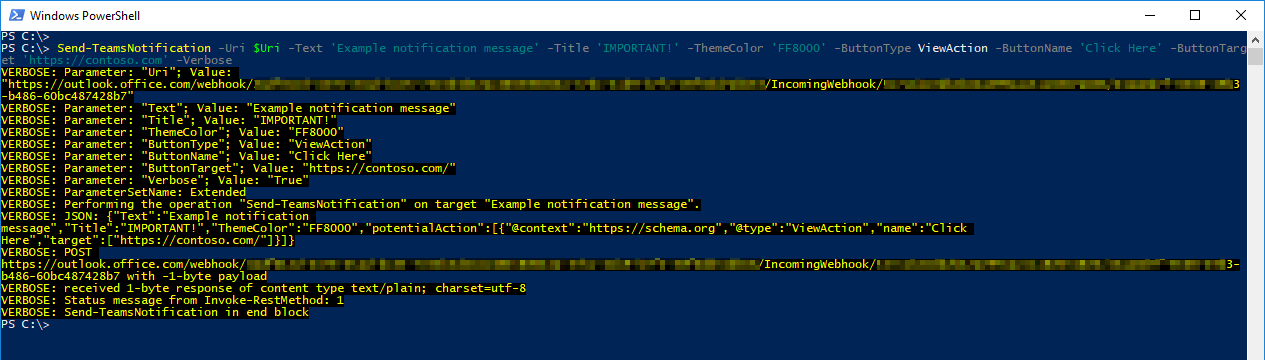 Windows PowerShell
PS C:\>
PS C:\> Send-TeamsNotification -Uri $Uri -Text 'Example notification message' -Title 'IMPORTANT!' -ThemeColor 'FF8000' -ButtonType ViewAction -ButtonName 'Click Here' -ButtonTarg
et 'https://contoso.com' -Verbose
VERBOSE: Parameter: "Uri"; Value:
"https://outlook.office.com/webhook/ /IncomingWebhook/ 3
-b486-60bc487428b7"
VERBOSE: Parameter: "Text"; Value: "Example notification message"
VERBOSE: Parameter: "Title"; Value: "IMPORTANT!"
VERBOSE: Parameter: "ThemeColor"; Value: "FF8000"
VERBOSE: Parameter: "ButtonType"; Value: "ViewAction"
VERBOSE: Parameter: "ButtonName"; Value: "Click Here"
VERBOSE: Parameter: "ButtonTarget"; Value: "https://contoso.com/"
VERBOSE: Parameter: "Verbose"; Value: "True"
VERBOSE: ParameterSetName: Extended
VERBOSE: Performing the operation "Send-TeamsNotification" on target "Example notification message".
VERBOSE: JSON: {"Text":"Example notification
message","Title":"IMPORTANT!","ThemeColor":"FF8000","potentialAction":[{"@context":"https://schema.org","@type":"ViewAction","name":"Click
Here","target":["https://contoso.com/"]}]}
VERBOSE: POST
https://outlook.office.com/webhook/ /IncomingWebhook/ 3-
b486-60bc487428b7 with -1-byte payload
VERBOSE: received 1-byte response of content type text/plain; charset=utf-8
VERBOSE: Status message from Invoke-RestMethod: 1
VERBOSE: Send-TeamsNotification in end block
PS C:\>